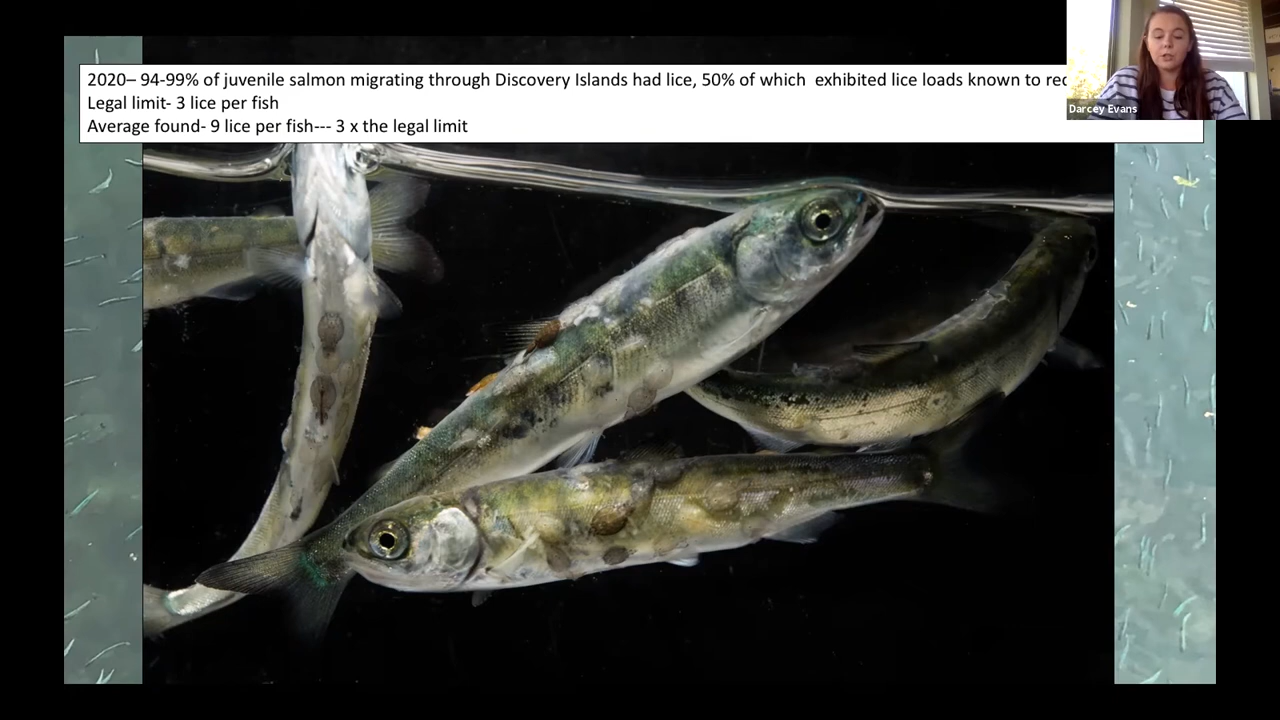 2020– 94-99% of juvenile salmon migrating through Discovery Islands had lice, 50% of which exhibited lice loads known to
Legal limit- 3 lice per fish
Average found- 9 lice per fish--- 3 x the legal limit
Darcey Evans